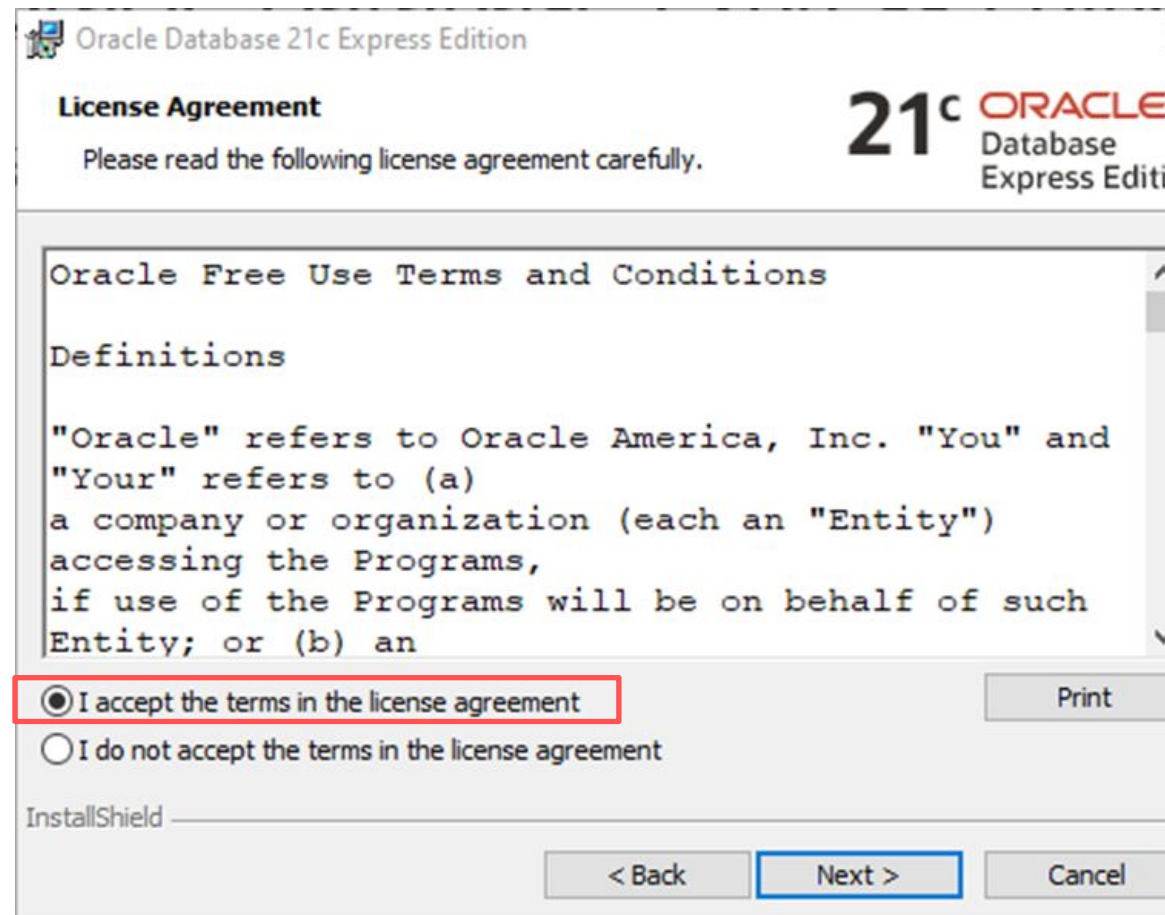 Oracle Database 21c Express Edition
License Agreement
Please read the following license agreement carefully.
21c ORACLE
Database
Express Editi
Oracle Free Use Terms and Conditions
Definitions
"Oracle" refers to Oracle America, Inc. "You" and
"Your" refers to (a)
a company or organization (each an "Entity")
accessing the Programs,
if use of the Programs will be on behalf of such
Entity; or (b) an
I accept the terms in the license agreement
Print
I do not accept the terms in the license agreement
InstallShield
< Back
Next >
Cancel